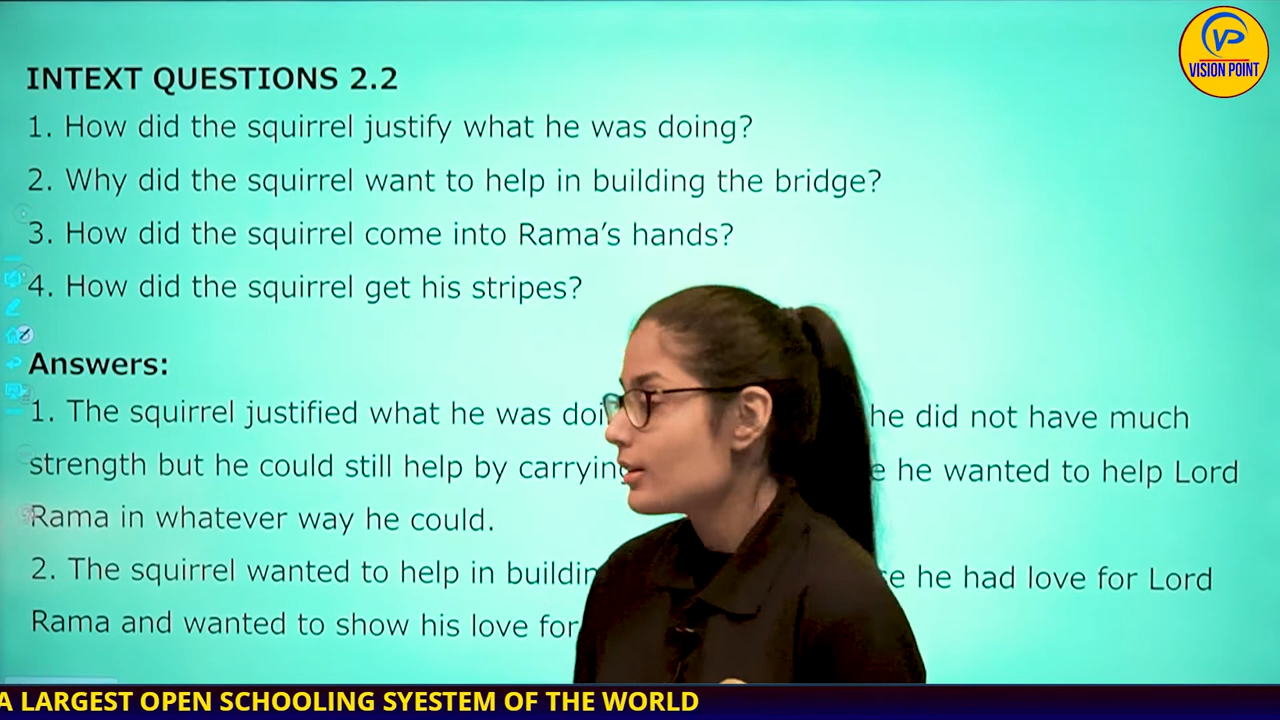 VP
VISION POINT
INTEXT QUESTIONS 2.2
1. How did the squirrel justify what he was doing?
2. Why did the squirrel want to help in building the bridge?
3. How did the squirrel come into Rama's hands?
4. How did the squirrel get his stripes?
Answers:
1. The squirrel justified what he was he did not have much
strength but he could still help by he wanted to help Lord
Rama in whatever way he could.
2. The squirrel wanted to help in he had love for Lord
Rama and wanted to show his love for
A LARGEST OPEN SCHOOLING SYESTEM OF THE WORLD